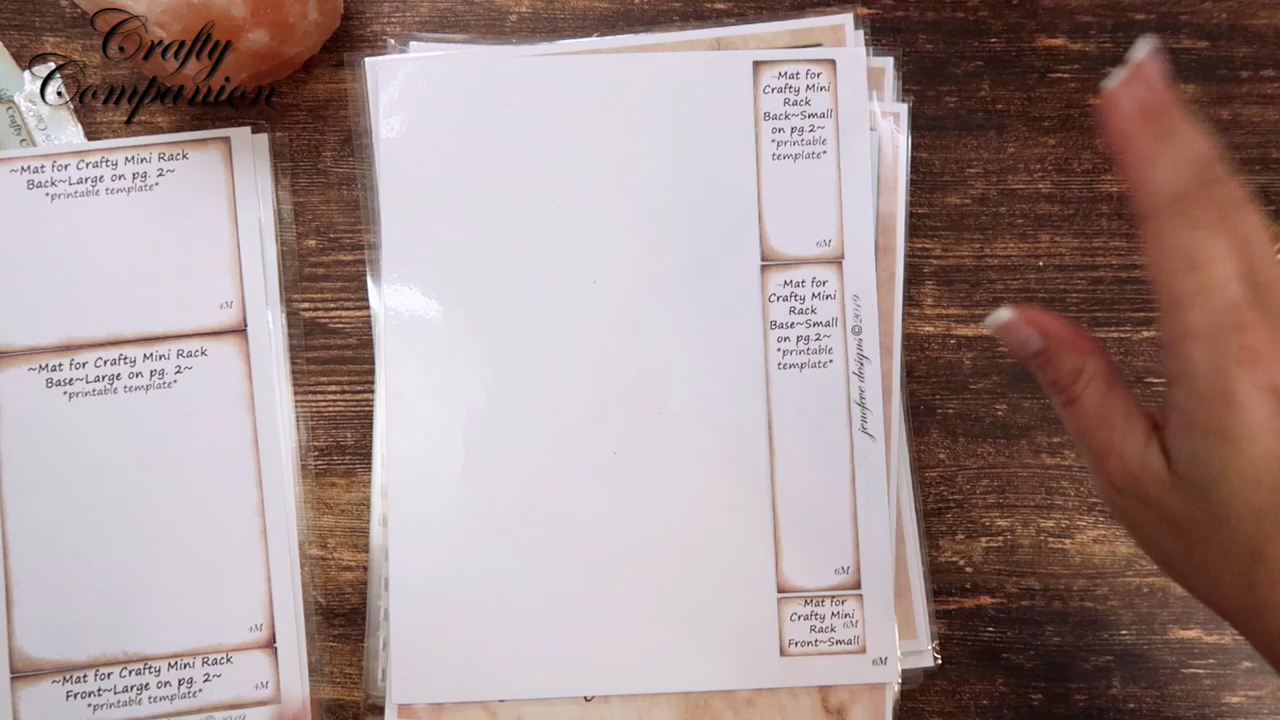 Crafty
Companion
~Mat for Crafty Mini Rack
Back~Large on pg. 2~
*printable template*
4M
~Mat for Crafty Mini Rack
Base~Large on pg. 2~
*printable template*
4M
~Mat for Crafty Mini Rack
Front~Large on pg. 2~
*printable template*
4M
©2019
~Mat for
Crafty Mini
Rack
Back~Small
on pg.2~
*printable
template*
6M
~Mat for
Crafty Mini
Rack
Base~Small
on pg.2~
*printable
template*
6M
~Mat for
Crafty Mini
Rack
Front~Small
6M
jenofeve designs©2019
6M
Crafty